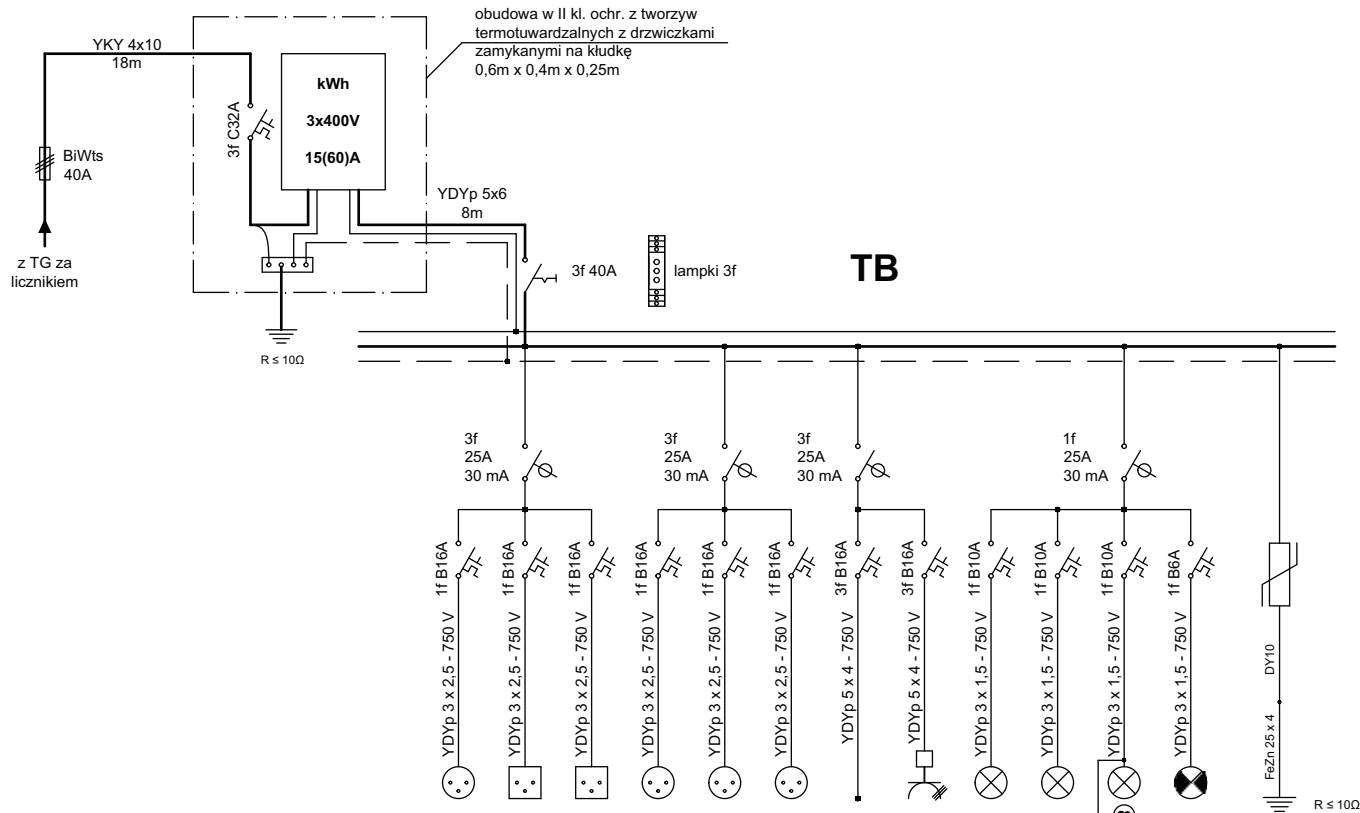 obudowa w II kl. ochr. z tworzyw
termotuwardzalnych z drzwiczkami
zamykanymi na kłudkę
0,6m x 0,4m x 0,25m
YKY 4x10
18m
BiWts
40A
z TG za
licznikiem
3f C32A
kWh
3x400V
15(60)A
R ≤ 10Ω
YDYp 5x6
8m
3f 40A
lampki 3f
TB
3f
25A
30 mA
3f
25A
30 mA
3f
25A
30 mA
1f
25A
30 mA
1f B16A
1f B16A
1f B16A
1f B16A
1f B16A
1f B16A
3f B16A
3f B16A
1f B10A
1f B10A
1f B10A
1f B6A
YDYp 3 x 2,5 - 750 V
YDYp 3 x 2,5 - 750 V
YDYp 3 x 2,5 - 750 V
YDYp 3 x 2,5 - 750 V
YDYp 3 x 2,5 - 750 V
YDYp 3 x 2,5 - 750 V
YDYp 5 x 4 - 750 V
YDYp 5 x 4 - 750 V
YDYp 3 x 1,5 - 750 V
YDYp 3 x 1,5 - 750 V
YDYp 3 x 1,5 - 750 V
YDYp 3 x 1,5 - 750 V
DY10
FeZn 25 x 4
R ≤ 10Ω